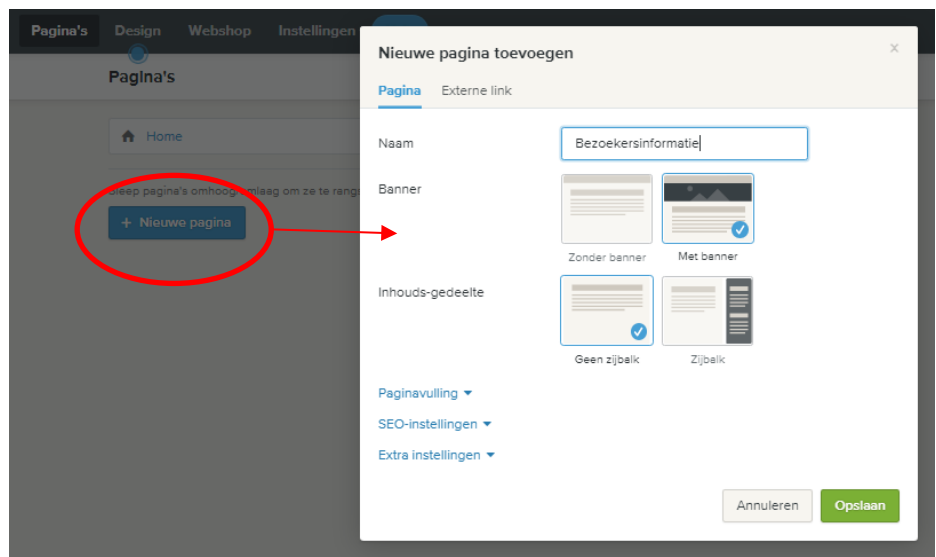 Pagina's Design Webshop Instellingen
Pagina's
Home
Sleep pagina's omhoog omlaag om ze te rang
+ Nieuwe pagina
Nieuwe pagina toevoegen
x
Pagina Externe link
Naam Bezoekersinformatie
Banner
Zonder banner Met banner
Inhouds-gedeelte
Geen zijbalk Zijbalk
Paginavulling
SEO-instellingen
Extra instellingen
Annuleren Opslaan